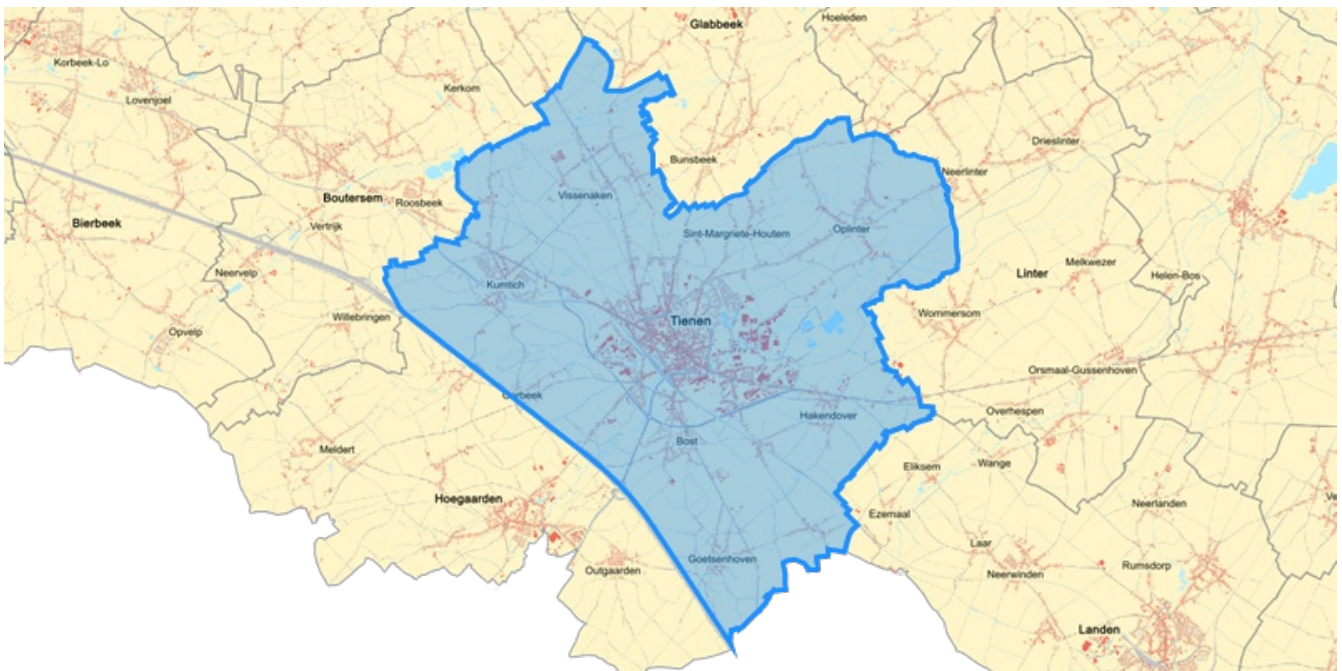 Glabbeek
Hoeleden
Korbeek-Lo
Lovenjoel
Kerkom
Drieslinter
Bunsbeek
Neerlinter
Vissenaken
Boutersem
Roosbeek
Bierbeek
Vertrijk
Sint-Margriete-Houtem
Oplinter
Neervelp
Kumtich
Melkwezer
Linter
Helen-Bos
Willebringen
Tienen
Wommersom
Opvelp
Orsmaal-Gussenhoven
Overhespen
Hakendover
Meldert
Bost
Eliksem
Wange
Hoegaarden
Neerlanden
Ezemaal
Laar
Goetsenhoven
Outgaarden
Neerwinden
Rumsdorp
Landen